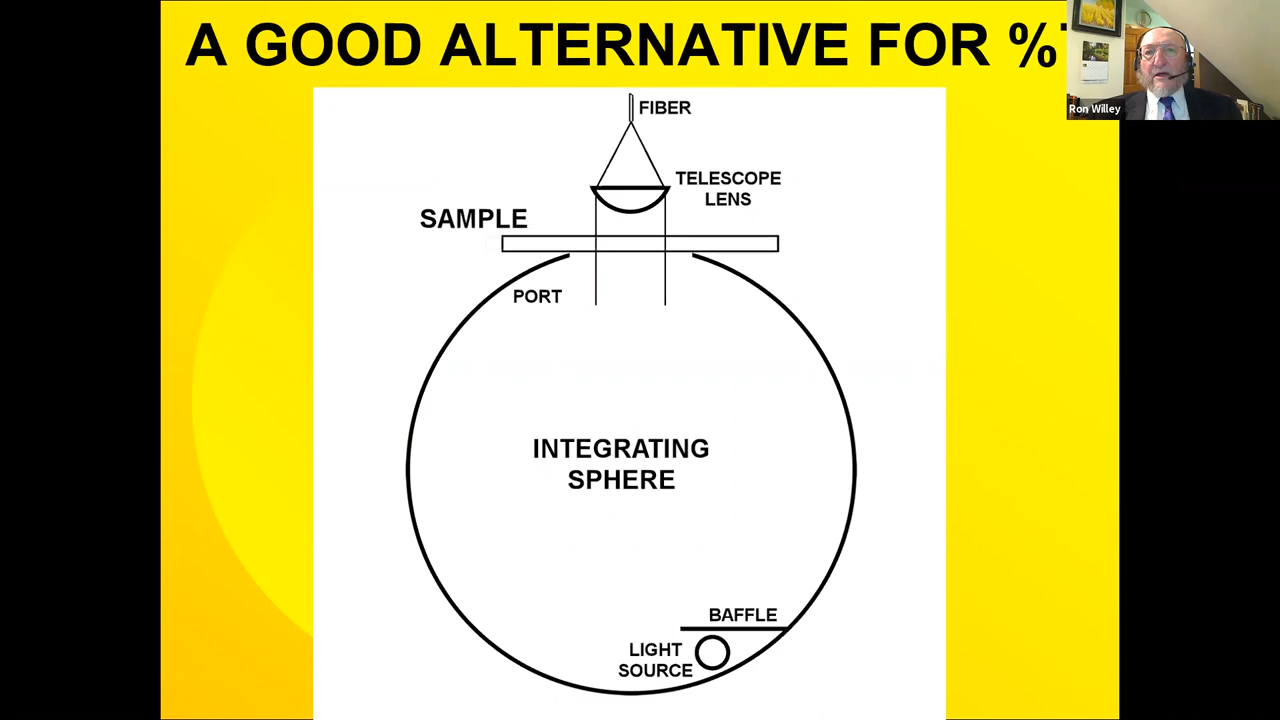 A GOOD ALTERNATIVE FOR %
Ron Willey
FIBER
TELESCOPE
LENS
SAMPLE
PORT
INTEGRATING
SPHERE
BAFFLE
LIGHT
SOURCE